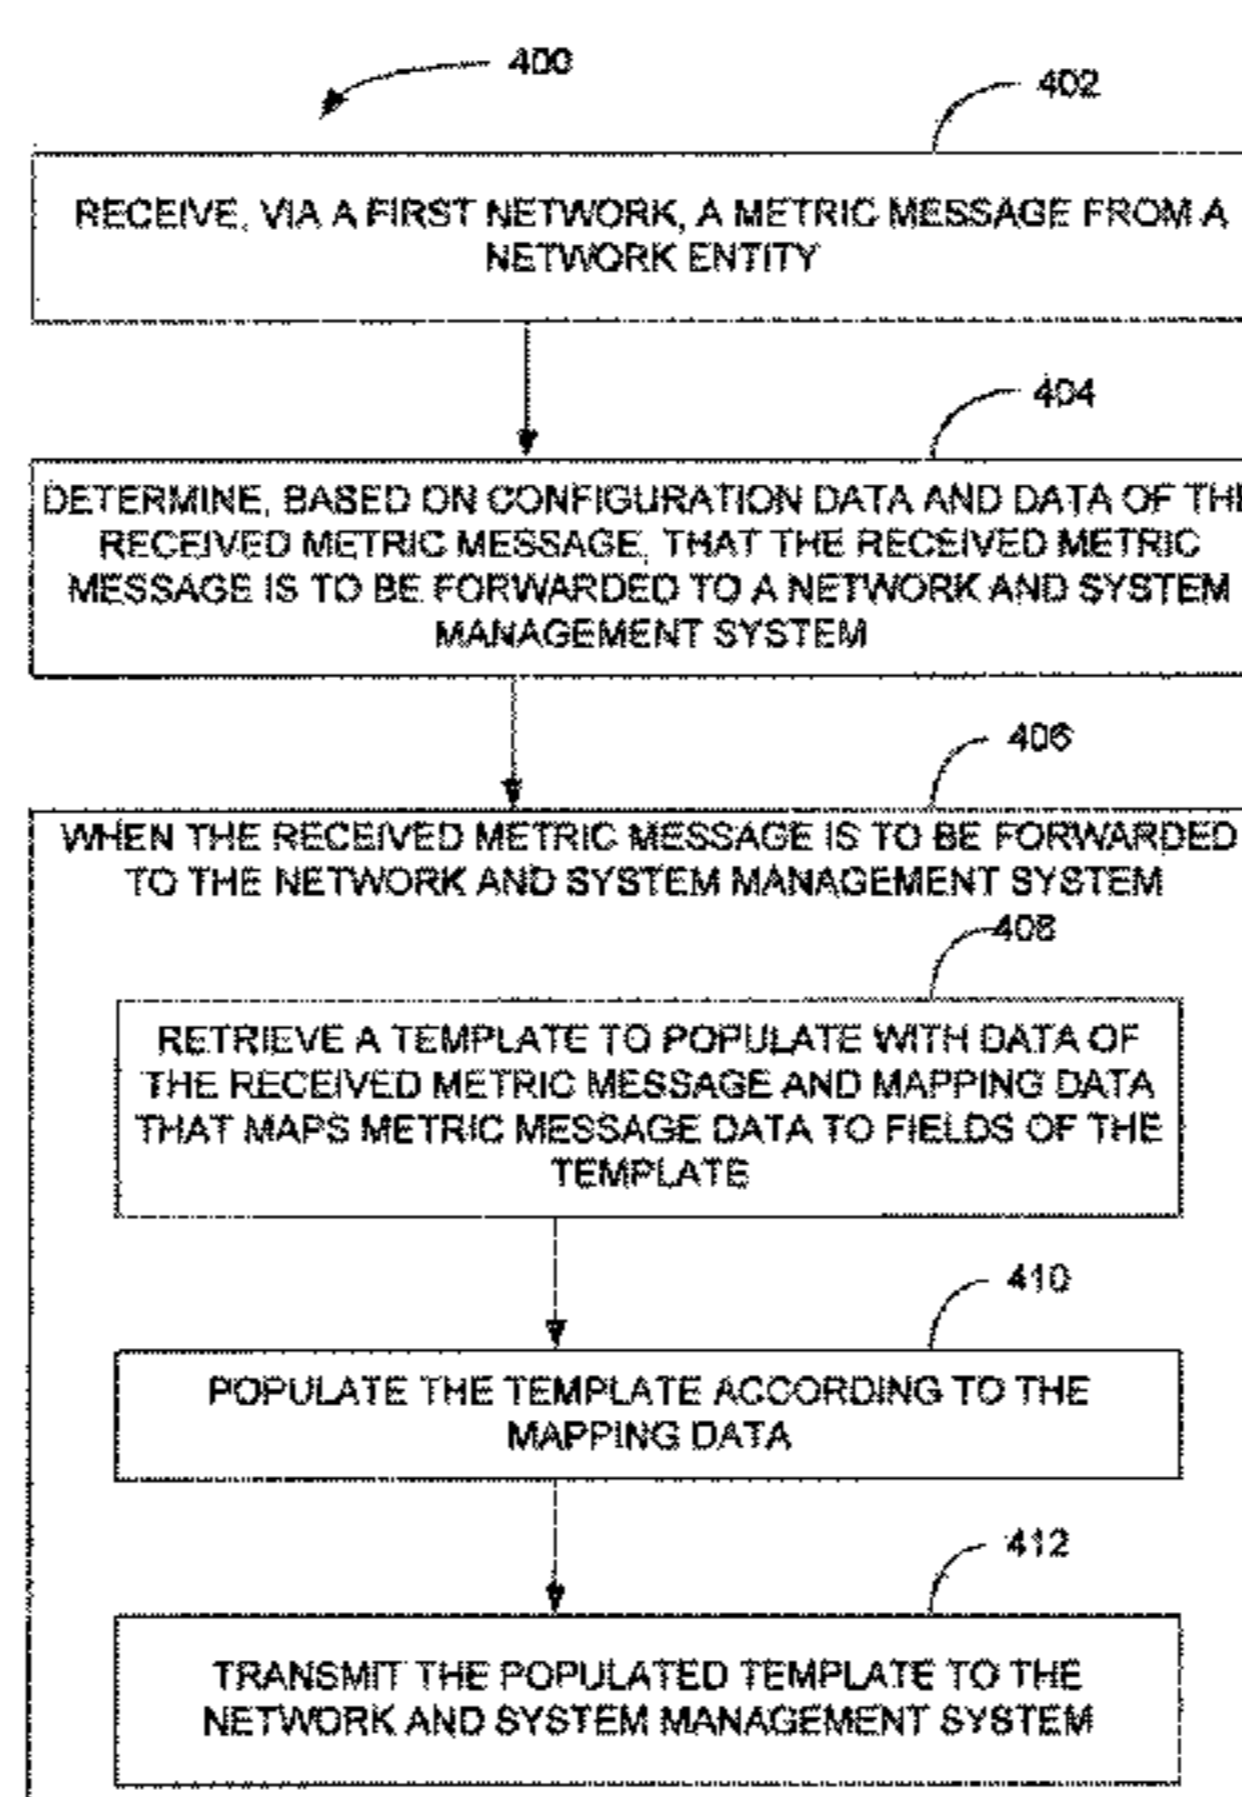 400
402
RECEIVE, VIA A FIRST NETWORK, A METRIC MESSAGE FROM A
NETWORK ENTITY
404
DETERMINE, BASED ON CONFIGURATION DATA AND DATA OF THE
RECEIVED METRIC MESSAGE, THAT THE RECEIVED METRIC
MESSAGE IS TO BE FORWARDED TO A NETWORK AND SYSTEM
MANAGEMENT SYSTEM
406
WHEN THE RECEIVED METRIC MESSAGE IS TO BE FORWARDED
TO THE NETWORK AND SYSTEM MANAGEMENT SYSTEM
408
RETRIEVE A TEMPLATE TO POPULATE WITH DATA OF
THE RECEIVED METRIC MESSAGE AND MAPPING DATA
THAT MAPS METRIC MESSAGE DATA TO FIELDS OF THE
TEMPLATE
410
POPULATE THE TEMPLATE ACCORDING TO THE
MAPPING DATA
412
TRANSMIT THE POPULATED TEMPLATE TO THE
NETWORK AND SYSTEM MANAGEMENT SYSTEM